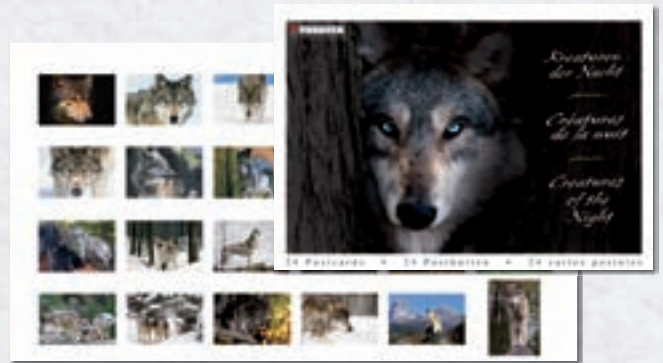 Kreaturen
der Nacht
Créatures
de la nuit
Creatures
of the
Night
24 Postcards • 24 Postkarten • 24 cartes postales